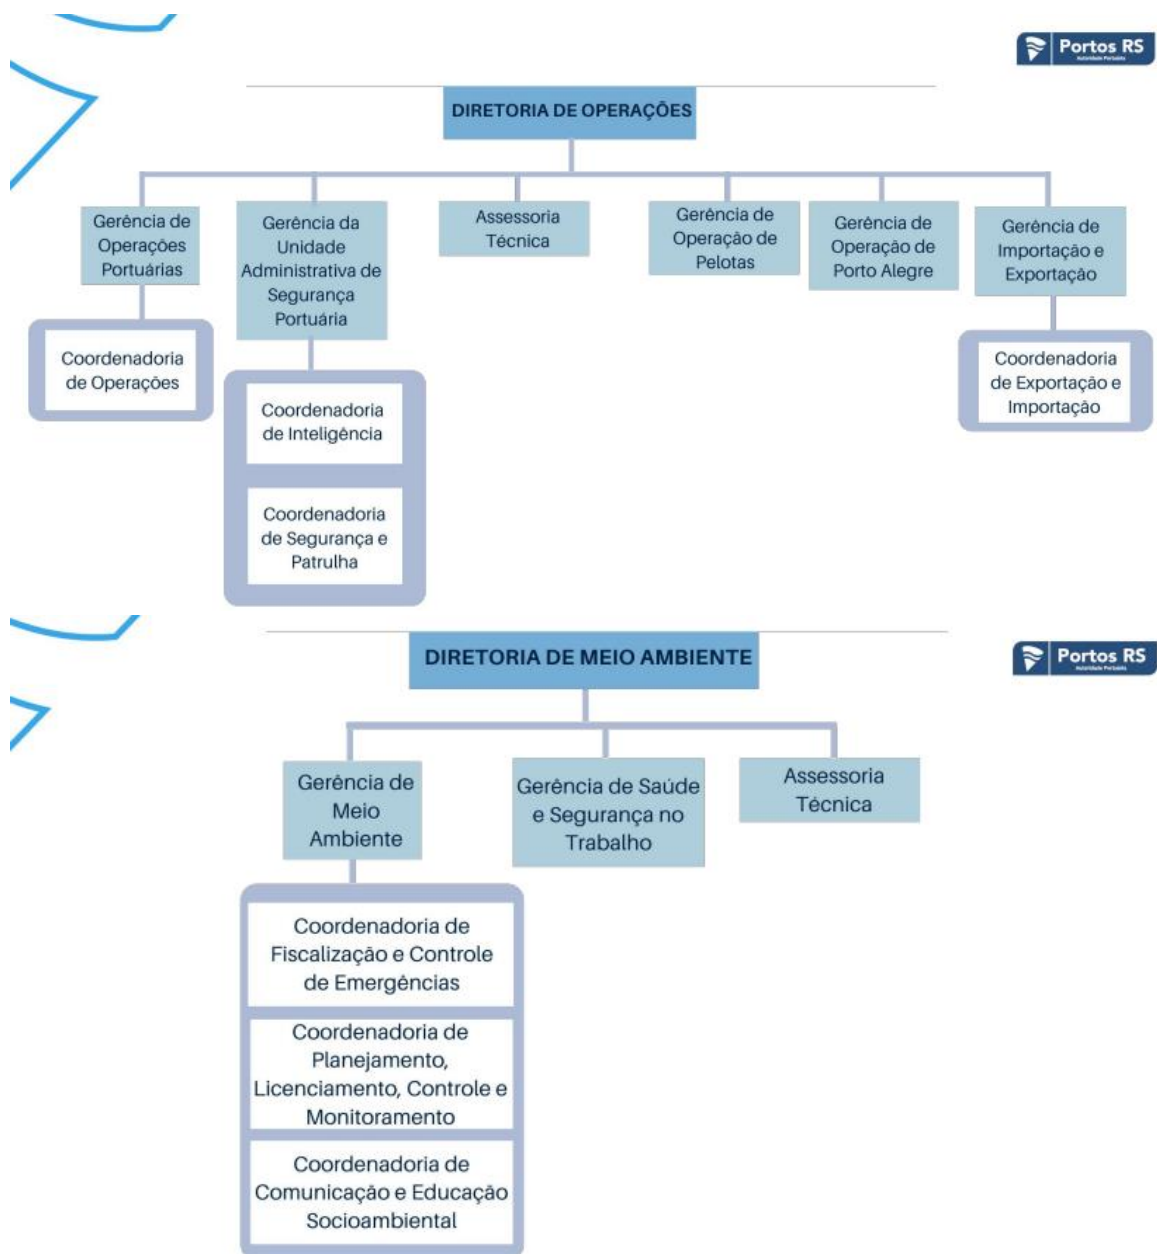 Portos RS
Autoridade Portuária
DIRETORIA DE OPERAÇÕES
Gerência de
Operações
Portuárias
Gerência da
Unidade
Administrativa de
Segurança
Portuária
Assessoria
Técnica
Gerência de
Operação de
Pelotas
Gerência de
Operação de
Porto Alegre
Gerência de
Importação e
Exportação
Coordenadoria
de Operações
Coordenadoria
de Inteligência
Coordenadoria
de Segurança e
Patrulha
Coordenadoria
de Exportação e
Importação
DIRETORIA DE MEIO AMBIENTE
Portos RS
Autoridade Portuária
Gerência de
Meio
Ambiente
Gerência de Saúde
e Segurança no
Trabalho
Assessoria
Técnica
Coordenadoria de
Fiscalização e Controle
de Emergências
Coordenadoria de
Planejamento,
Licenciamento, Controle e
Monitoramento
Coordenadoria de
Comunicação e Educação
Socioambiental